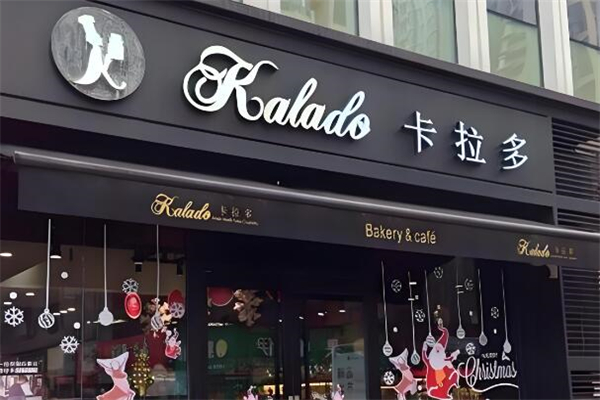 Kalado 卡拉多
Kalado 卡拉多
Bakery & café
Kalado 卡拉多
Christmas